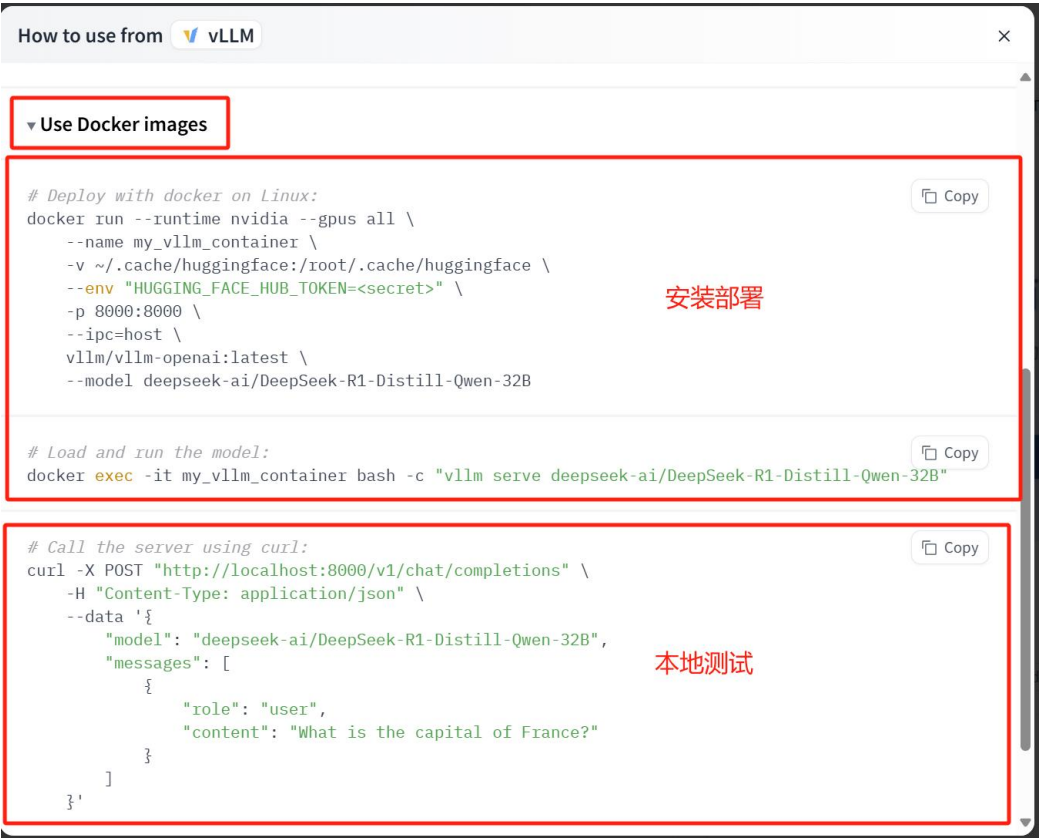 How to use from vLLM
Use Docker images
# Deploy with docker on Linux:
Copy
docker run --runtime nvidia --gpus all \
    --name my_vllm_container \
    -v ~/.cache/huggingface:/root/.cache/huggingface \
    --env "HUGGING_FACE_HUB_TOKEN=<secret>" \
    -p 8000:8000 \
    --ipc=host \
    vllm/vllm-openai:latest \
    --model deepseek-ai/DeepSeek-R1-Distill-Qwen-32B
安装部署
# Load and run the model:
Copy
docker exec -it my_vllm_container bash -c "vllm serve deepseek-ai/DeepSeek-R1-Distill-Qwen-32B"
# Call the server using curl:
Copy
curl -X POST "http://localhost:8000/v1/chat/completions" \
    -H "Content-Type: application/json" \
    --data '{
        "model": "deepseek-ai/DeepSeek-R1-Distill-Qwen-32B",
        "messages": [
            {
                "role": "user",
                "content": "What is the capital of France?"
            }
        ]
    }'
本地测试